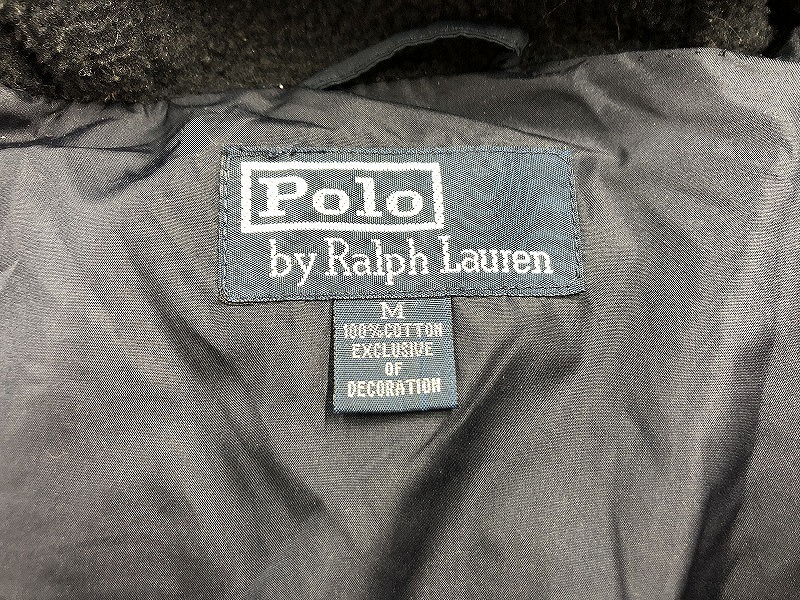 Polo
by Ralph Lauren
M
100% COTTON
EXCLUSIVE
OF
DECORATION